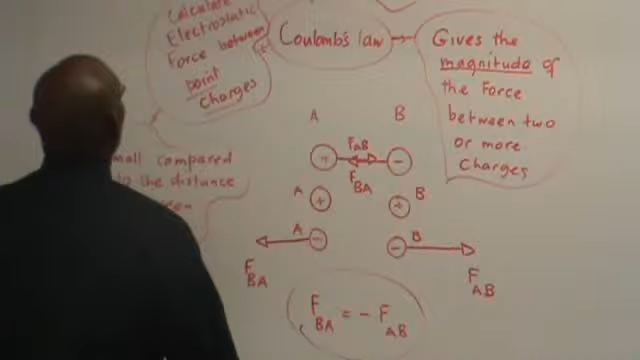 Calculate
Electrostatic
Force between
point
Charges
Coulomb's law
Gives the
magnitude of
the Force
between two
or more
Charges
mall compared
to the distance
A B
+ FAB -
FBA
A + + B
A - - B
FBA FAB
FBA = - FAB